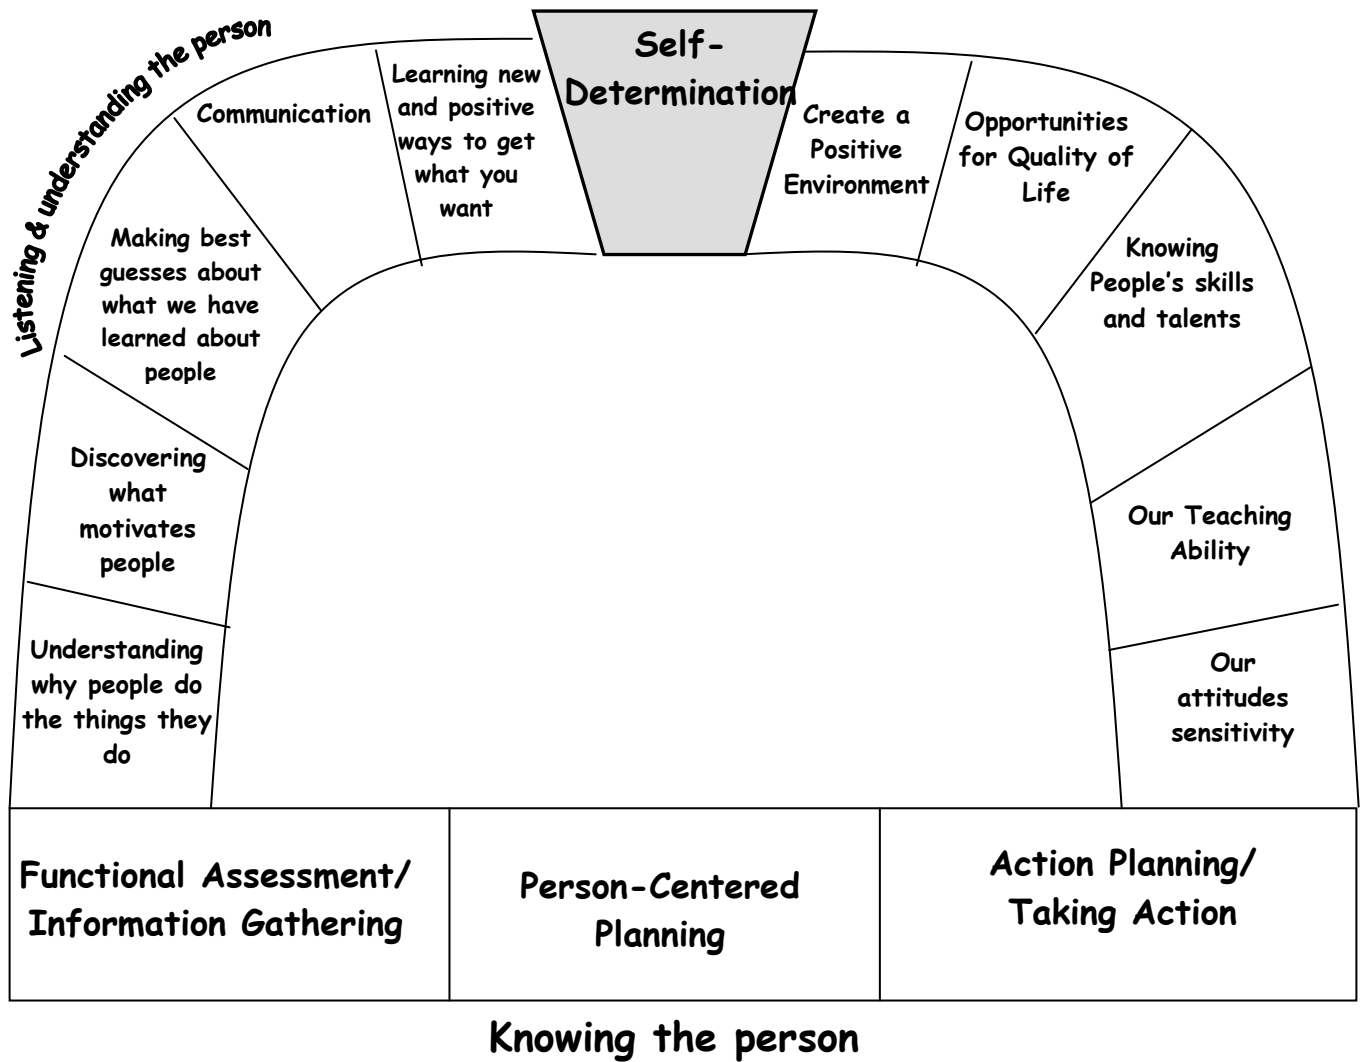 Listening & understanding the person
Self-
Determination
Learning new
and positive
ways to get
what you
want
Communication
Making best
guesses about
what we have
learned about
people
Discovering
what
motivates
people
Understanding
why people do
the things they
do
Create a
Positive
Environment
Opportunities
for Quality of
Life
Knowing
People's skills
and talents
Our Teaching
Ability
Our
attitudes
sensitivity
Functional Assessment/
Information Gathering
Person-Centered
Planning
Action Planning/
Taking Action
Knowing the person